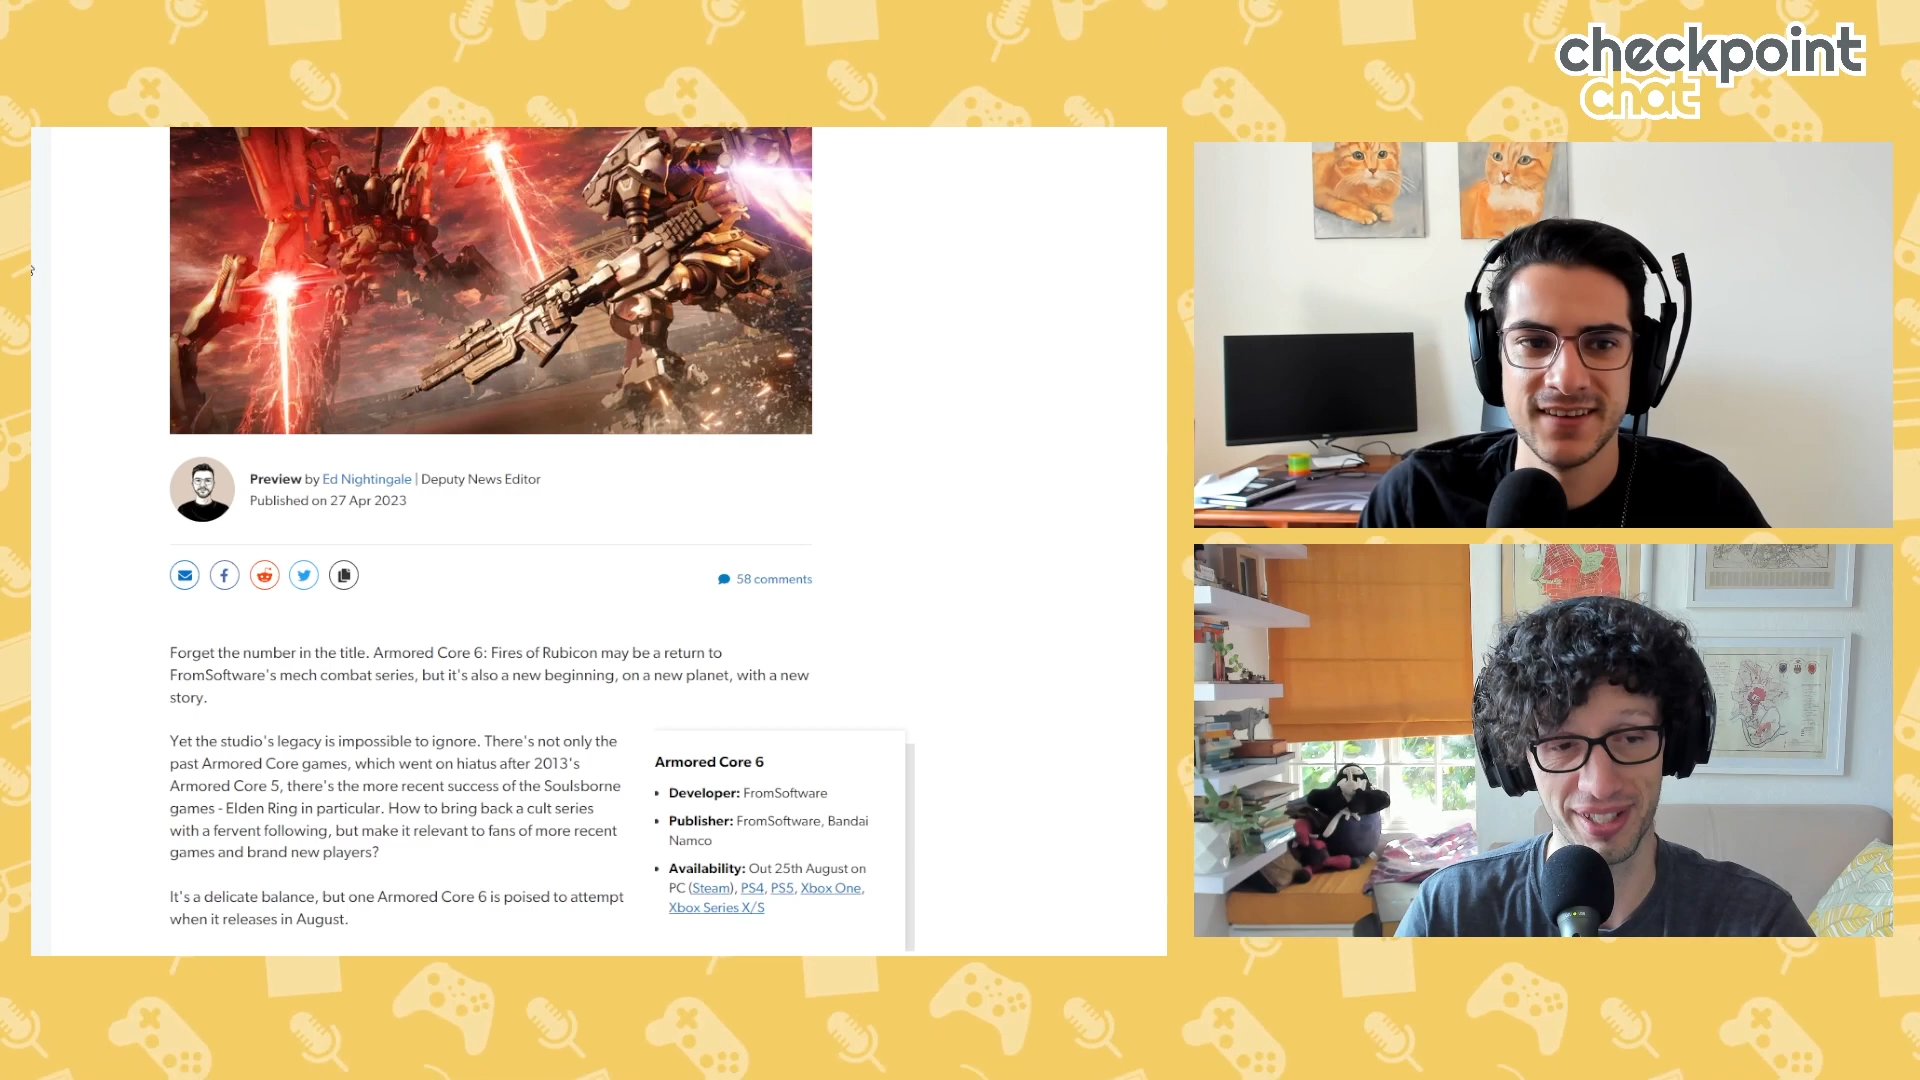 checkpoint
chat
Preview by Ed Nightingale | Deputy News Editor
Published on 27 Apr 2023
58 comments
Forget the number in the title. Armored Core 6: Fires of Rubicon may be a return to
FromSoftware's mech combat series, but it's also a new beginning, on a new planet, with a new
story.
Yet the studio's legacy is impossible to ignore. There's not only the
past Armored Core games, which went on hiatus after 2013's
Armored Core 5, there's the more recent success of the Soulsborne
games - Elden Ring in particular. How to bring back a cult series
with a fervent following, but make it relevant to fans of more recent
games and brand new players?
It's a delicate balance, but one Armored Core 6 is poised to attempt
when it releases in August.
Armored Core 6
Developer: FromSoftware
Publisher: FromSoftware, Bandai
Namco
Availability: Out 25th August on
PC (Steam), PS4, PS5, Xbox One,
Xbox Series X/S